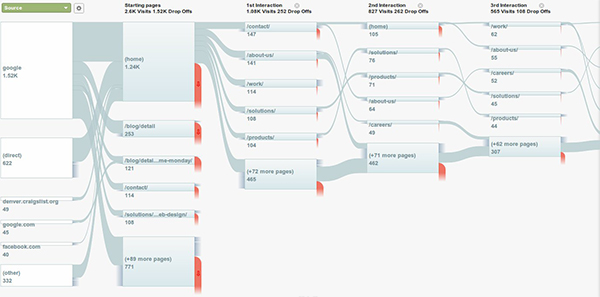 Source
google
1.52K
(direct)
622
denver.craigslist.org
49
google.com
45
facebook.com
40
(other)
332
Starting pages
2.6K Visits 1.52K Drop Offs
(home)
1.24K
/blog/detail
253
/blog/detai...me-monday/
121
/contact/
114
/solutions/...eb-design/
108
(+89 more pages)
771
1st Interaction
1.08K Visits 252 Drop Offs
/contact/
147
/about-us/
141
/work/
114
/solutions/
108
/products/
104
(+72 more pages)
465
2nd Interaction
827 Visits 262 Drop Offs
(home)
105
/solutions/
76
/products/
71
/about-us/
64
/careers/
49
(+71 more pages)
462
3rd Interaction
565 Visits 108 Drop Offs
/work/
62
/about-us/
55
/careers/
52
/solutions/
45
/products/
44
(+62 more pages)
307